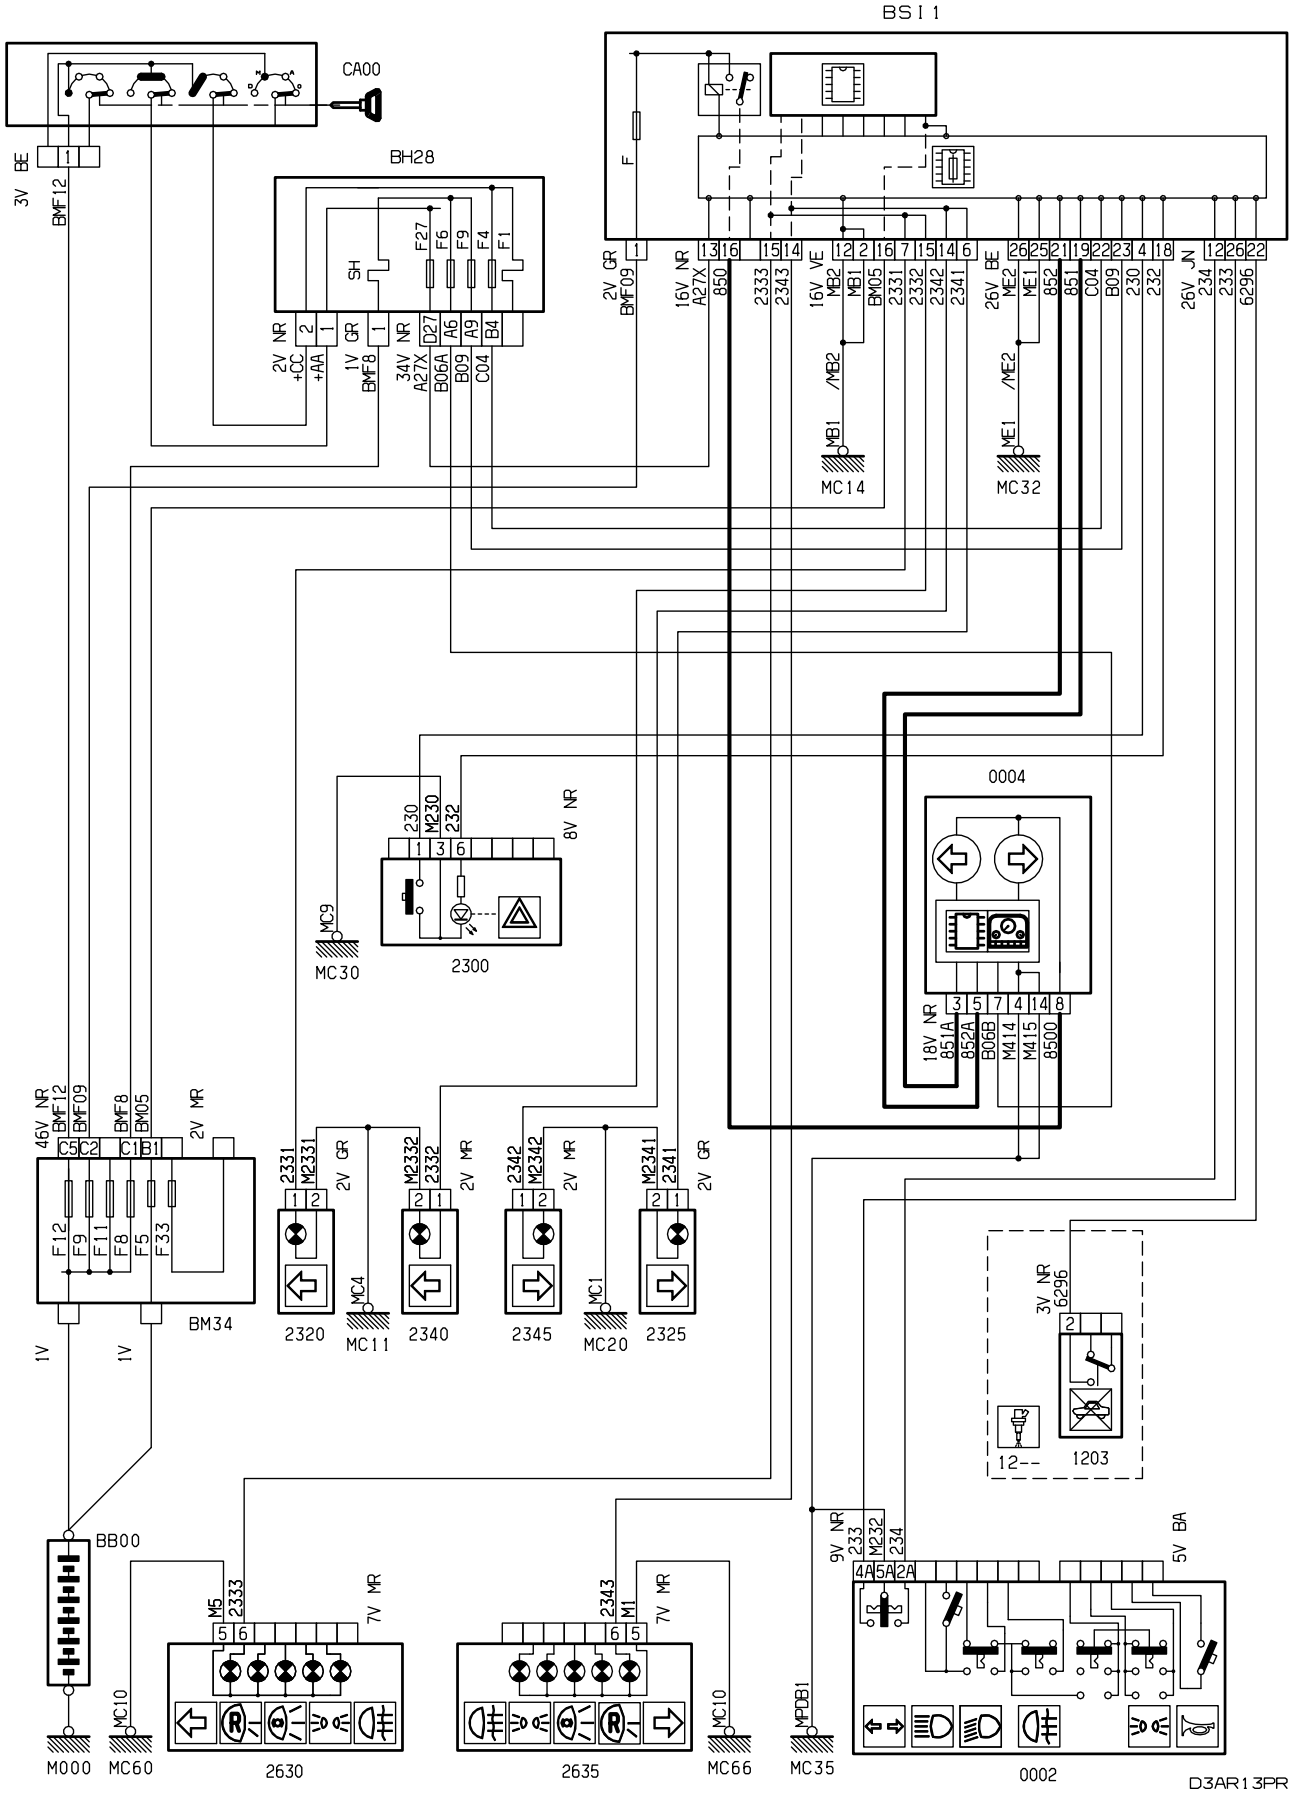 BSI1
CA00
M A
D D
3V BE
1
BMF12
BH28
SH
F27
F6
F9
F4
F1
2V NR
2 1
+CC
+AA
1V GR
1
BMF8
34V NR
D27 A6 A9 B4
A27X
B06A
B09
C04
F
2V GR
1
BMF09
16V NR
13 16 15 14
A27X
850
2333
2343
16V VE
12 2 16 7 15 14 6
MB2
MB1
BM05
2331
2332
2342
2341
26V BE
26 25 21 19 22 23 4 18
ME2
ME1
852
851
C04
B09
230
232
26V JN
12 26 22
234
233
6296
/MB2
MB1
MC14
/ME2
ME1
MC32
230
M230
232
8V NR
1 3 6
2300
MC9
MC30
0004
18V NR
3 5 7 4 14 8
851A
852A
B06B
M414
M415
8500
46V NR
BMF12
BMF09
BMF8
BM05
2V MR
C5 C2 C1 B1
F12
F9
F11
F8
F5
F33
BM34
1V
1V
2331
M2331
2V GR
1 2
2320
MC4
MC11
M2332
2332
2V MR
2 1
2340
2342
M2342
2V MR
1 2
2345
MC1
MC20
M2341
2341
2V GR
2 1
2325
3V NR
6296
2
1203
12--
BB00
M000
MC10
MC60
M5
2333
7V MR
5 6
R
2630
2343
M1
7V MR
6 5
R
2635
MC10
MC66
MPDB1
MC35
9V NR
233
M232
234
4A 5A 2A
5V BA
0002
D3AR13PR